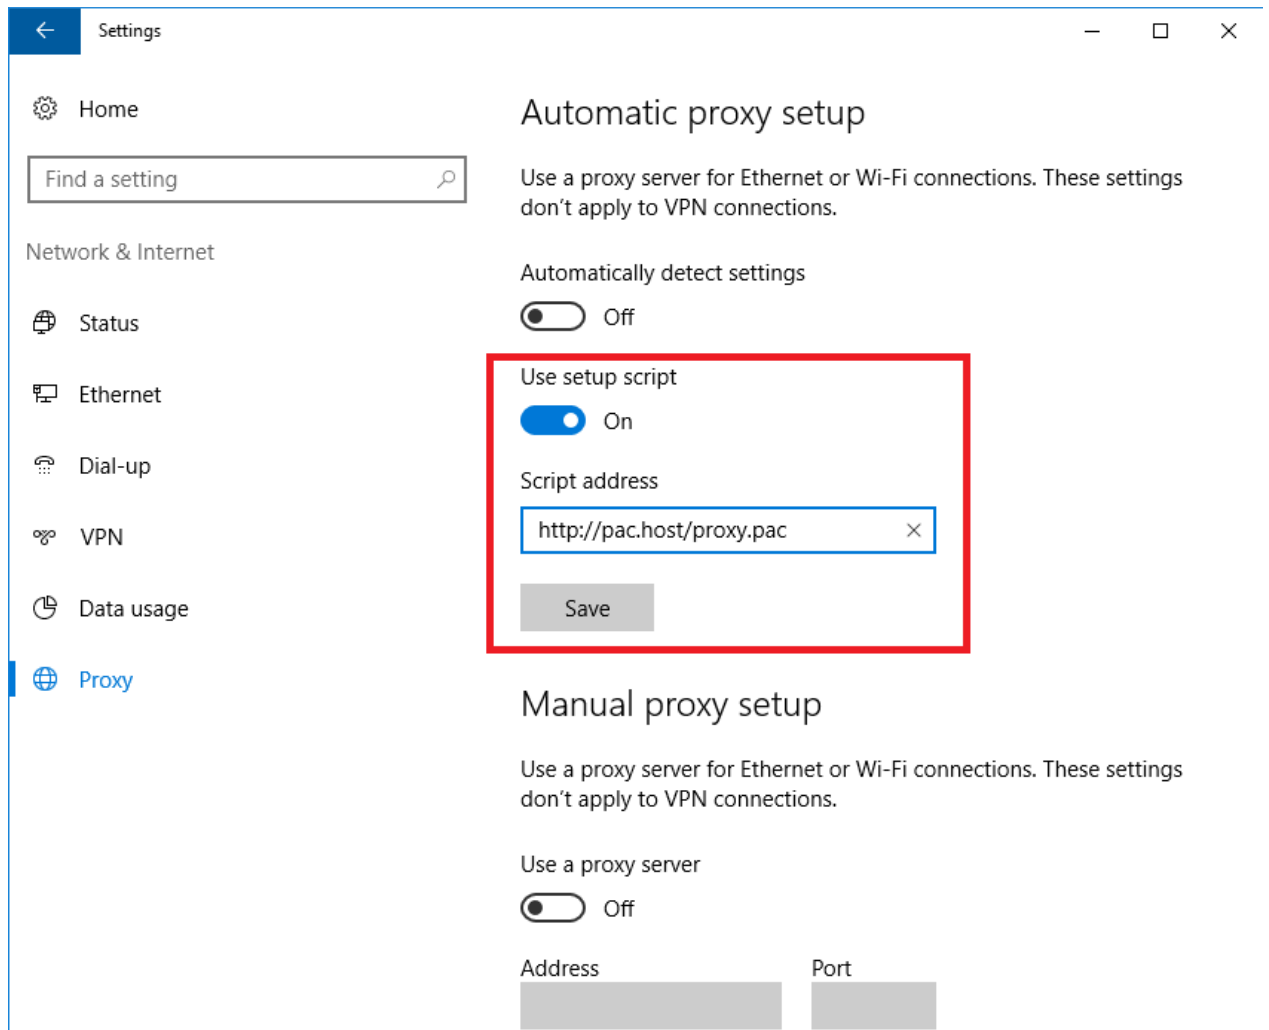 Settings
Home
Find a setting
Network & Internet
Status
Ethernet
Dial-up
VPN
Data usage
Proxy
Automatic proxy setup
Use a proxy server for Ethernet or Wi-Fi connections. These settings
don't apply to VPN connections.
Automatically detect settings
Off
Use setup script
On
Script address
http://pac.host/proxy.pac
Save
Manual proxy setup
Use a proxy server for Ethernet or Wi-Fi connections. These settings
don't apply to VPN connections.
Use a proxy server
Off
Address Port